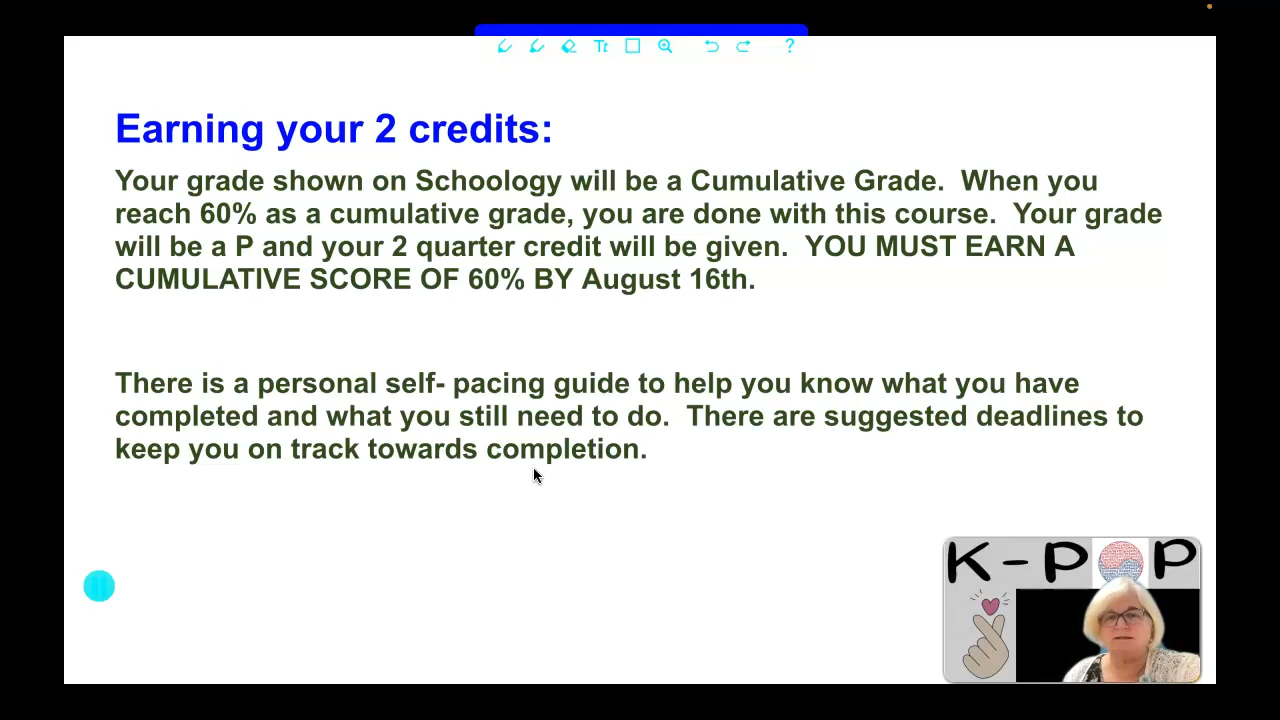 Tt ?
Earning your 2 credits:
Your grade shown on Schoology will be a Cumulative Grade.  When you
reach 60% as a cumulative grade, you are done with this course.  Your grade
will be a P and your 2 quarter credit will be given.  YOU MUST EARN A
CUMULATIVE SCORE OF 60% BY August 16th.
There is a personal self- pacing guide to help you know what you have
completed and what you still need to do.  There are suggested deadlines to
keep you on track towards completion.
K-POP